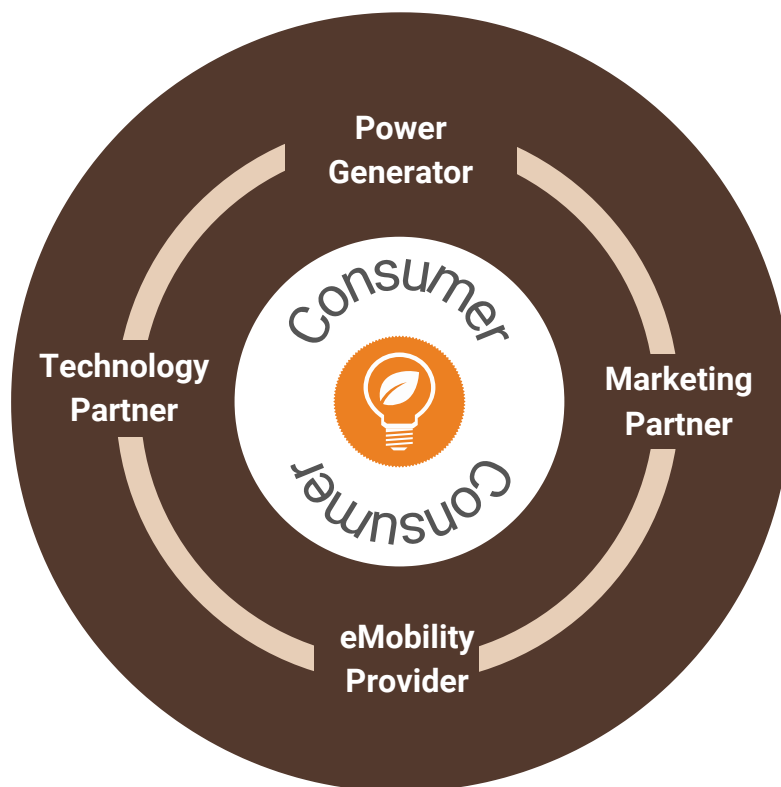 Power
Generator
Consumer
Technology
Partner
Marketing
Partner
Consumer
eMobility
Provider